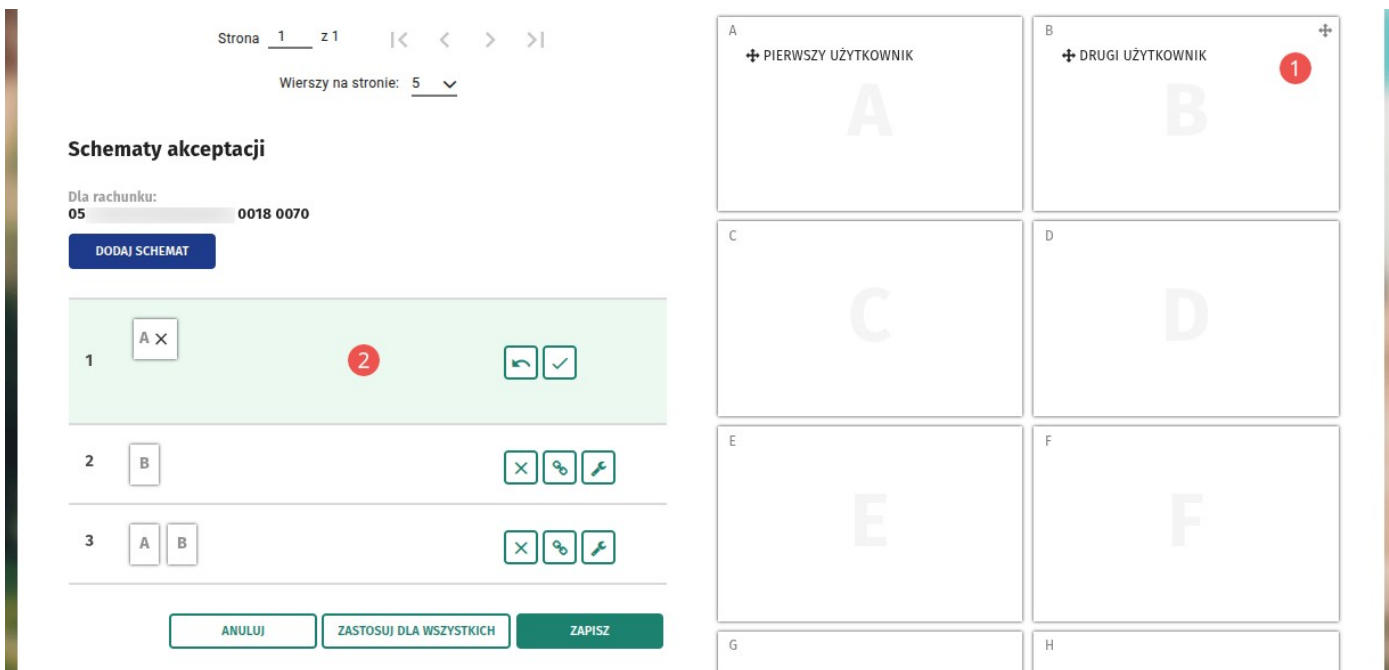 Strona 1 z 1
Wierszy na stronie: 5
Schematy akceptacji
Dla rachunku:
05 0018 0070
DODAJ SCHEMAT
1 A 2
2 B
3 A B
ANULUJ ZASTOSUJ DLA WSZYSTKICH ZAPISZ
A
PIERWSZY UŻYTKOWNIK
A
B
DRUGI UŻYTKOWNIK
1
B
C
C
D
D
E
E
F
F
G
H